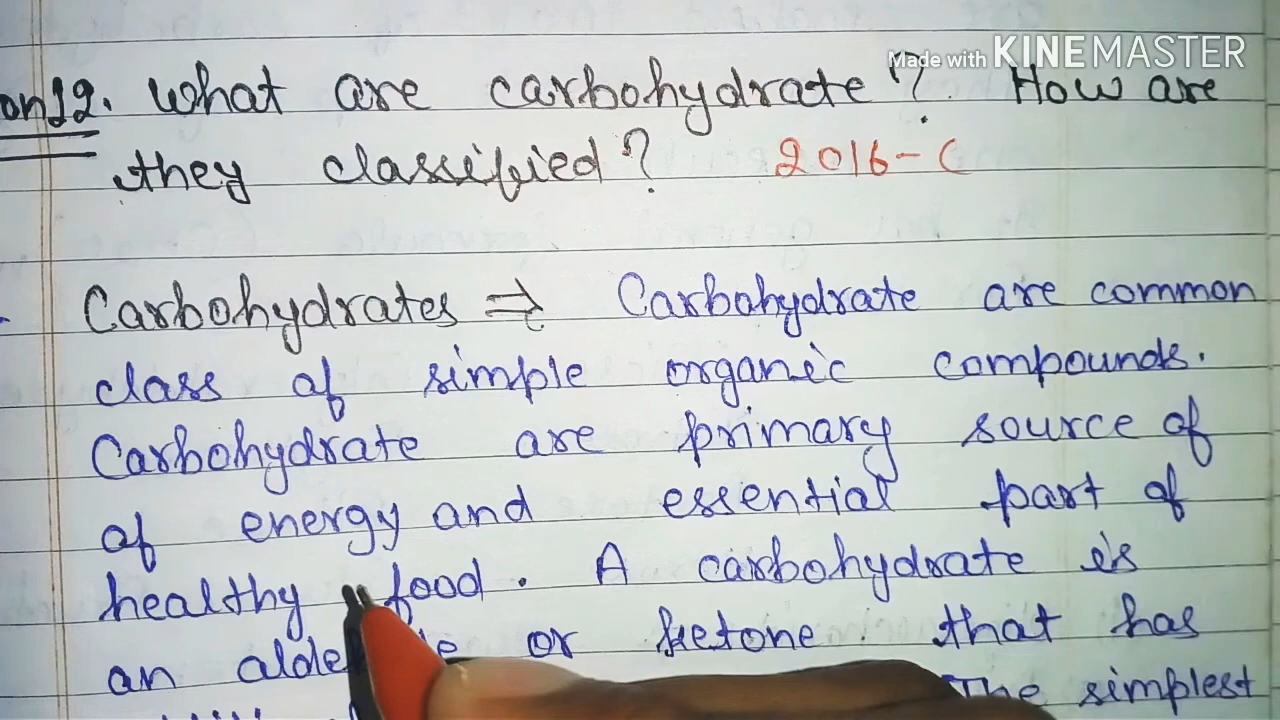 Made with KINEMASTER
on 12. What are carbohydrate? How are
they classified? 2016-C
Carbohydrates ⇒ Carbohydrate are common
class of simple organic compounds.
Carbohydrate are primary source of
of energy and essential part of
healthy food. A carbohydrate is
an or ketone that has
The simplest